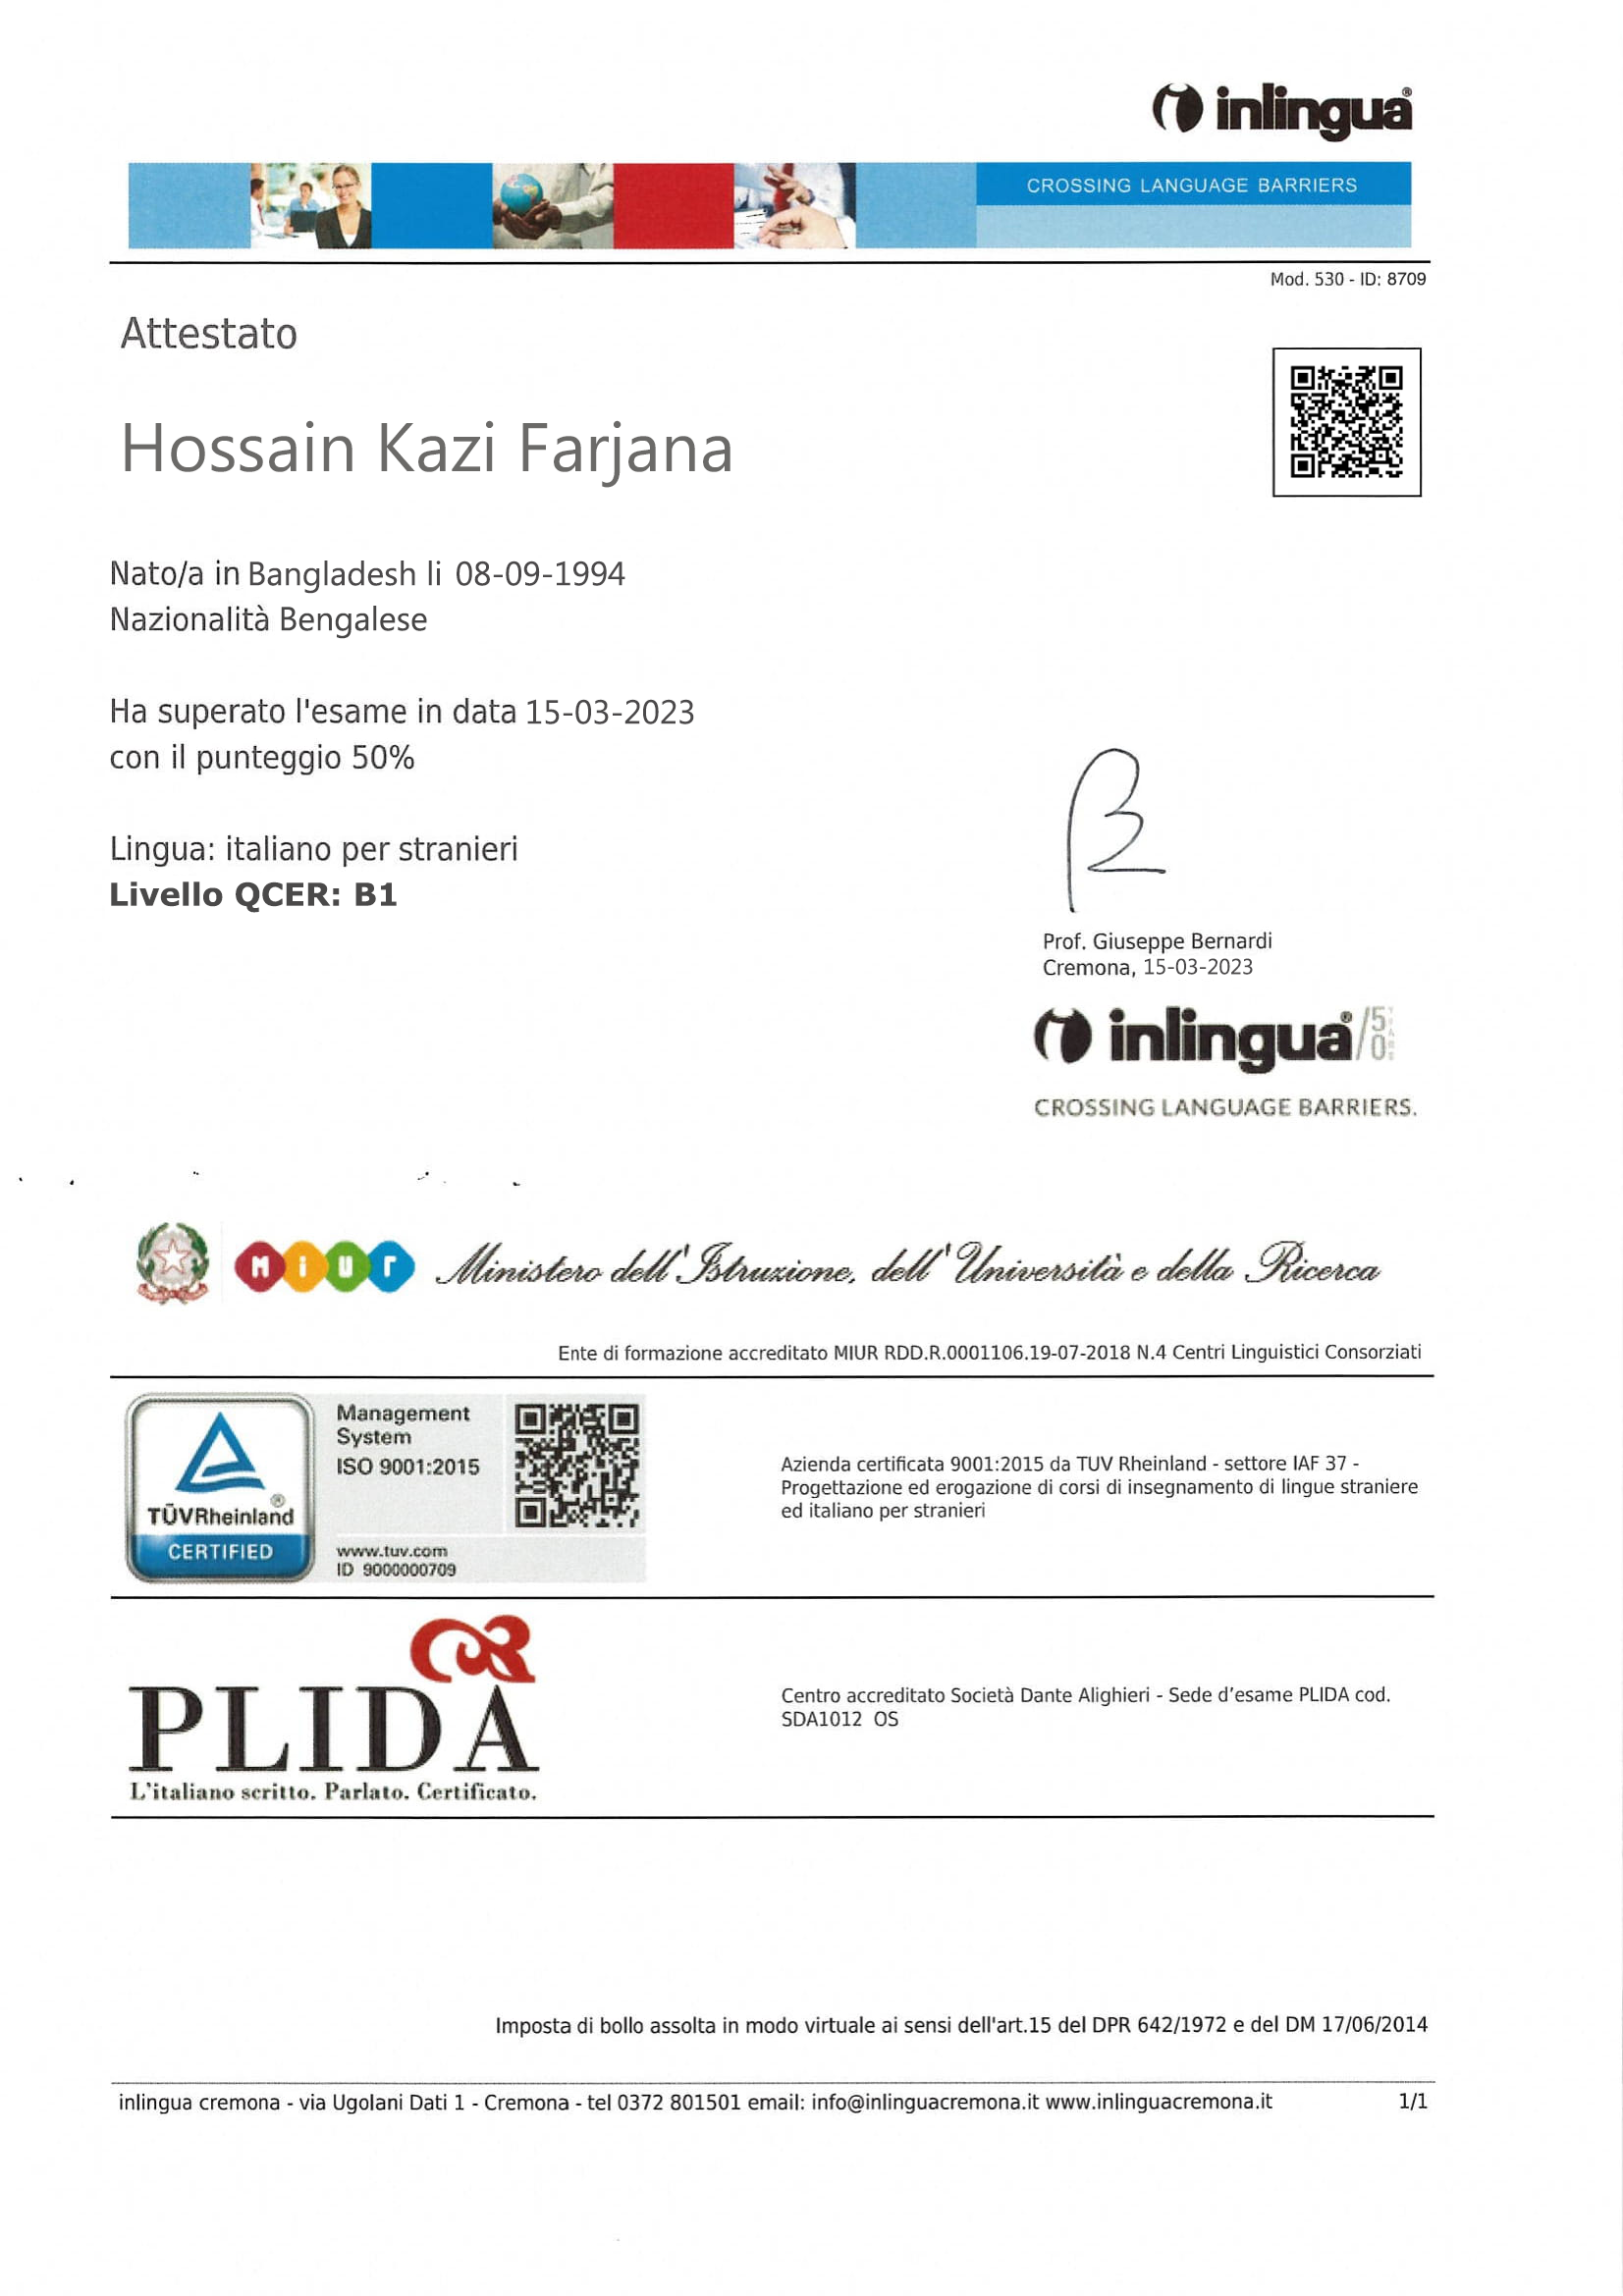 inlingua®
CROSSING LANGUAGE BARRIERS
Mod. 530 - ID: 8709
Attestato
Hossain Kazi Farjana
Nato/a in Bangladesh li 08-09-1994
Nazionalità Bengalese
Ha superato l'esame in data 15-03-2023
con il punteggio 50%
Lingua: italiano per stranieri
Livello QCER: B1
Prof. Giuseppe Bernardi
Cremona, 15-03-2023
inlingua®/50 YEARS
CROSSING LANGUAGE BARRIERS.
MIUR Ministero dell'Istruzione, dell'Università e della Ricerca
Ente di formazione accreditato MIUR RDD.R.0001106.19-07-2018 N.4 Centri Linguistici Consorziati
TÜVRheinland®
CERTIFIED
Management
System
ISO 9001:2015
www.tuv.com
ID 9000000709
Azienda certificata 9001:2015 da TUV Rheinland - settore IAF 37 -
Progettazione ed erogazione di corsi di insegnamento di lingue straniere
ed italiano per stranieri
PLIDA
L'italiano scritto. Parlato. Certificato.
Centro accreditato Società Dante Alighieri - Sede d'esame PLIDA cod.
SDA1012 OS
Imposta di bollo assolta in modo virtuale ai sensi dell'art.15 del DPR 642/1972 e del DM 17/06/2014
inlingua cremona - via Ugolani Dati 1 - Cremona - tel 0372 801501 email: info@inlinguacremona.it www.inlinguacremona.it 1/1